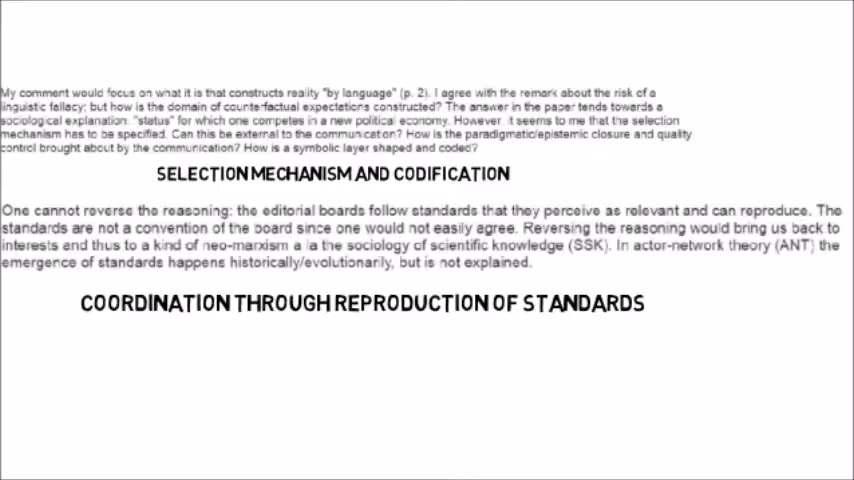 My comment would focus on what it is that constructs reality "by language" (p. 2). I agree with the remark about the risk of a
linguistic fallacy; but how is the domain of counterfactual expectations constructed? The answer in the paper tends towards a
sociological explanation: "status" for which one competes in a new political economy. However, it seems to me that the selection
mechanism has to be specified. Can this be external to the communication? How is the paradigmatic/epistemic closure and quality
control brought about by the communication? How is a symbolic layer shaped and coded?
SELECTION MECHANISM AND CODIFICATION
One cannot reverse the reasoning: the editorial boards follow standards that they perceive as relevant and can reproduce. The
standards are not a convention of the board since one would not easily agree. Reversing the reasoning would bring us back to
interests and thus to a kind of neo-marxism a la the sociology of scientific knowledge (SSK). In actor-network theory (ANT) the
emergence of standards happens historically/evolutionarily, but is not explained.
COORDINATION THROUGH REPRODUCTION OF STANDARDS